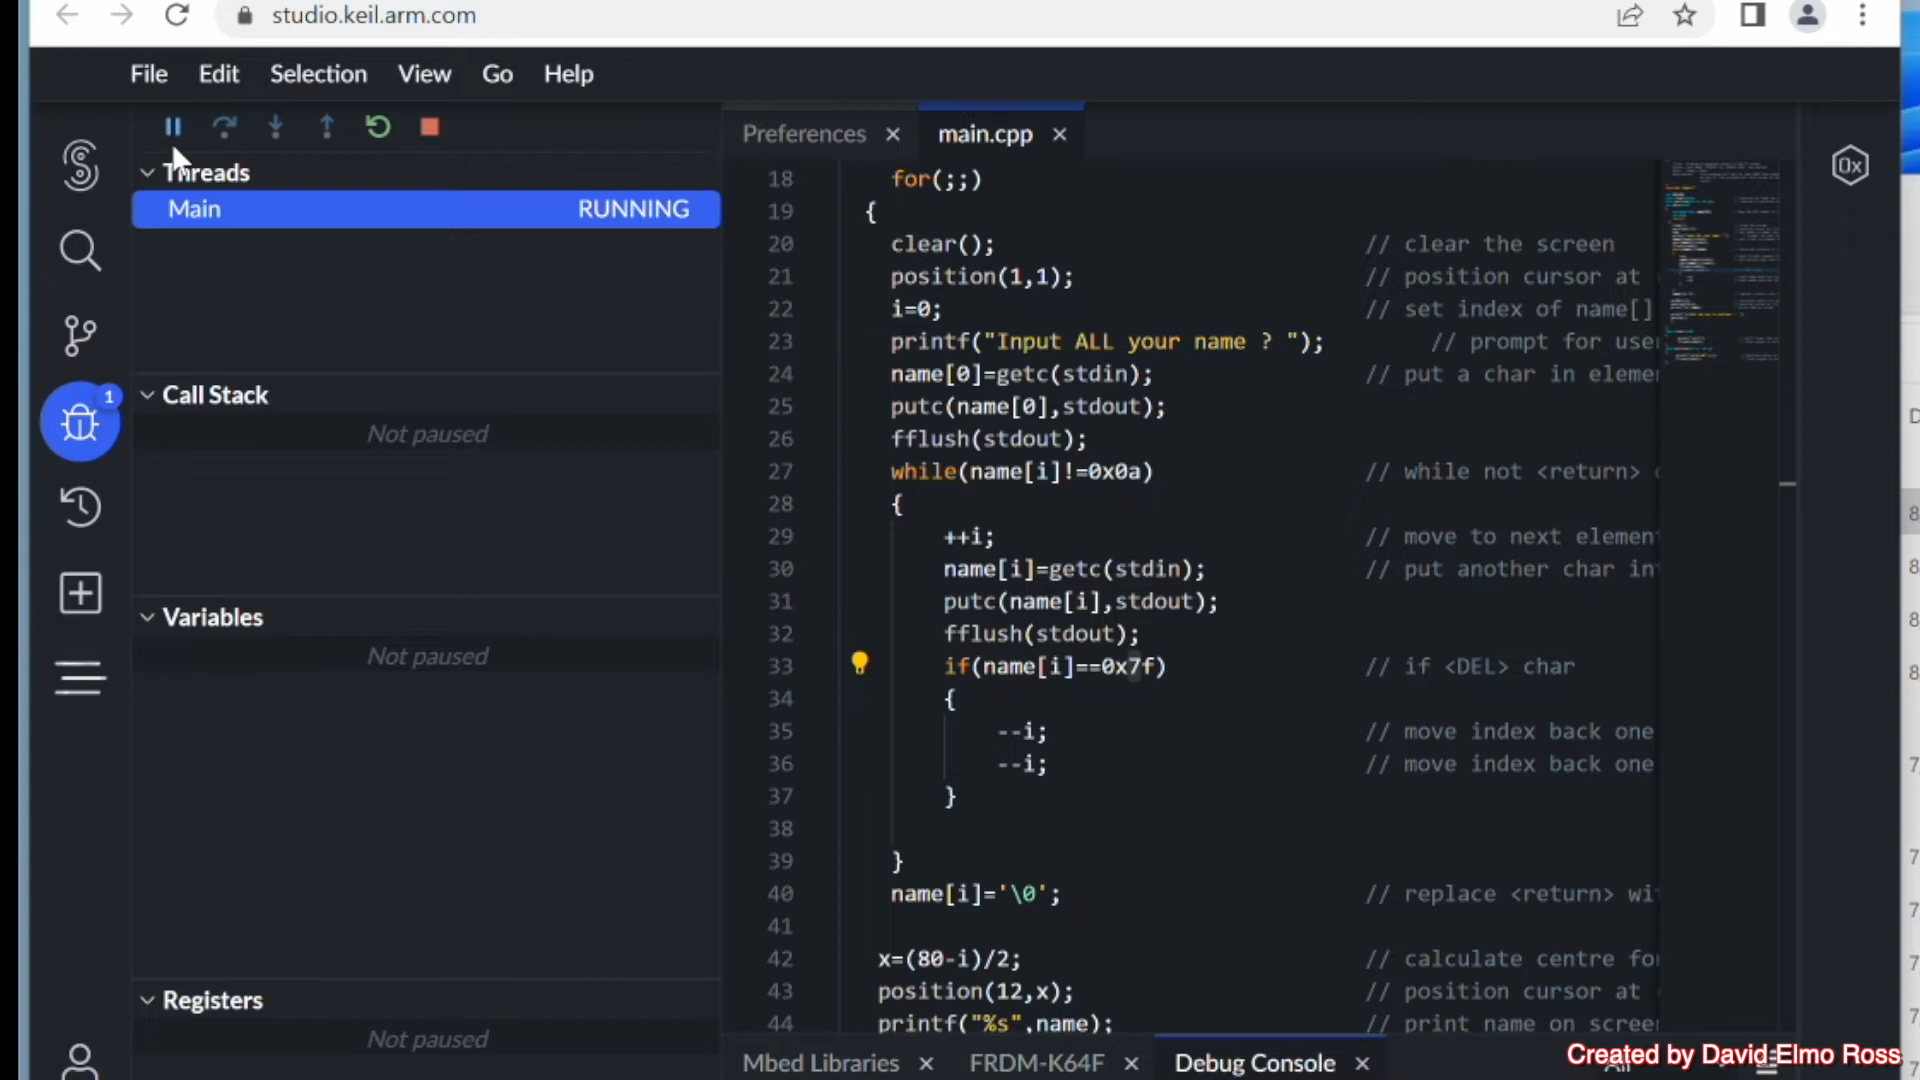 studio.keil.arm.com
File Edit Selection View Go Help
Threads
Main RUNNING
Call Stack
Not paused
Variables
Not paused
Registers
Not paused
1
Preferences × main.cpp ×
18 for(;;)
19 {
20 clear(); // clear the screen
21 position(1,1); // position cursor at
22 i=0; // set index of name[]
23 printf("Input ALL your name ? "); // prompt for use
24 name[0]=getc(stdin); // put a char in eleme
25 putc(name[0],stdout);
26 fflush(stdout);
27 while(name[i]!=0x0a) // while not <return>
28 {
29 ++i; // move to next elemen
30 name[i]=getc(stdin); // put another char in
31 putc(name[i],stdout);
32 fflush(stdout);
33 if(name[i]==0x7f) // if <DEL> char
34 {
35 --i; // move index back one
36 --i; // move index back one
37 }
38
39 }
40 name[i]='\0'; // replace <return> wi
41
42 x=(80-i)/2; // calculate centre fo
43 position(12,x); // position cursor at
44 printf("%s",name); // print name on scree
Mbed Libraries × FRDM-K64F × Debug Console ×
0x
Created by David Elmo Ross